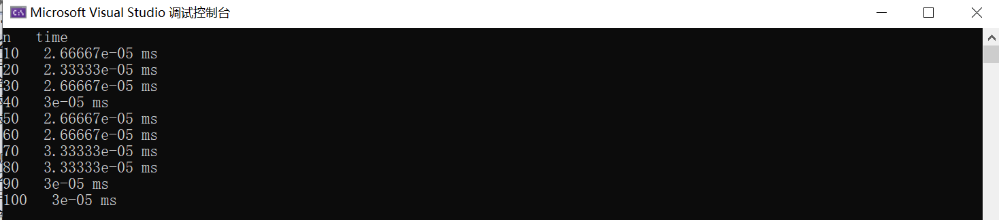 Microsoft Visual Studio 调试控制台
n   time
10   2.66667e-05 ms
20   2.33333e-05 ms
30   2.66667e-05 ms
40   3e-05 ms
50   2.66667e-05 ms
60   2.66667e-05 ms
70   3.33333e-05 ms
80   3.33333e-05 ms
90   3e-05 ms
100   3e-05 ms